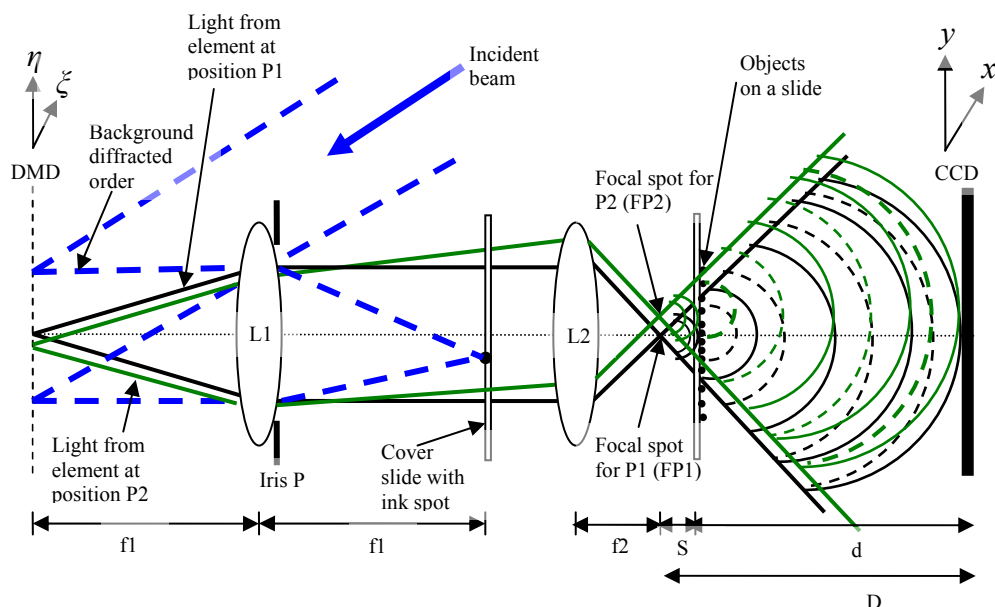 Light from
element at
position P1
Incident
beam
η
ξ
Background
diffracted
order
DMD
Objects
on a slide
y
x
CCD
Focal spot for
P2 (FP2)
L1
L2
Light from
element at
position P2
Iris P
Cover
slide with
ink spot
Focal spot
for P1 (FP1)
f1
f1
f2
S
d
D